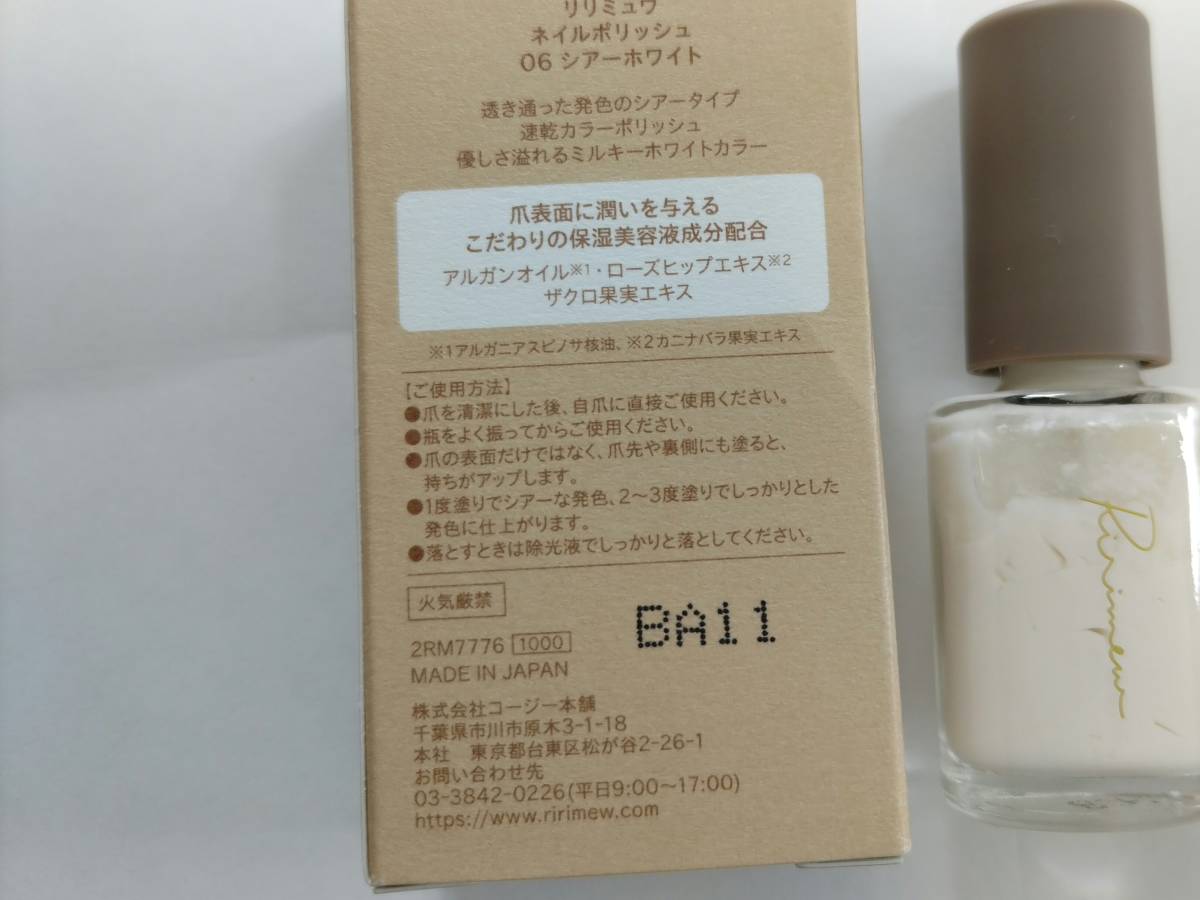 リリミュウ
ネイルポリッシュ
06 シアーホワイト
透き通った発色のシアータイプ
速乾カラーポリッシュ
優しさ溢れるミルキーホワイトカラー
爪表面に潤いを与える
こだわりの保湿美容液成分配合
アルガンオイル※1・ローズヒップエキス※2
ザクロ果実エキス
※1アルガニアスピノサ核油、※2カニナバラ果実エキス
【ご使用方法】
●爪を清潔にした後、自爪に直接ご使用ください。
●瓶をよく振ってからご使用ください。
●爪の表面だけではなく、爪先や裏側にも塗ると、
持ちがアップします。
●1度塗りでシアーな発色、2〜3度塗りでしっかりとした
発色に仕上がります。
●落とすときは除光液でしっかりと落としてください。
火気厳禁
BA11
2RM7776 1000
MADE IN JAPAN
株式会社コージー本舗
千葉県市川市原木3-1-18
本社 東京都台東区松が谷2-26-1
お問い合わせ先
03-3842-0226(平日9:00〜17:00)
https://www.ririmew.com
Ririmew